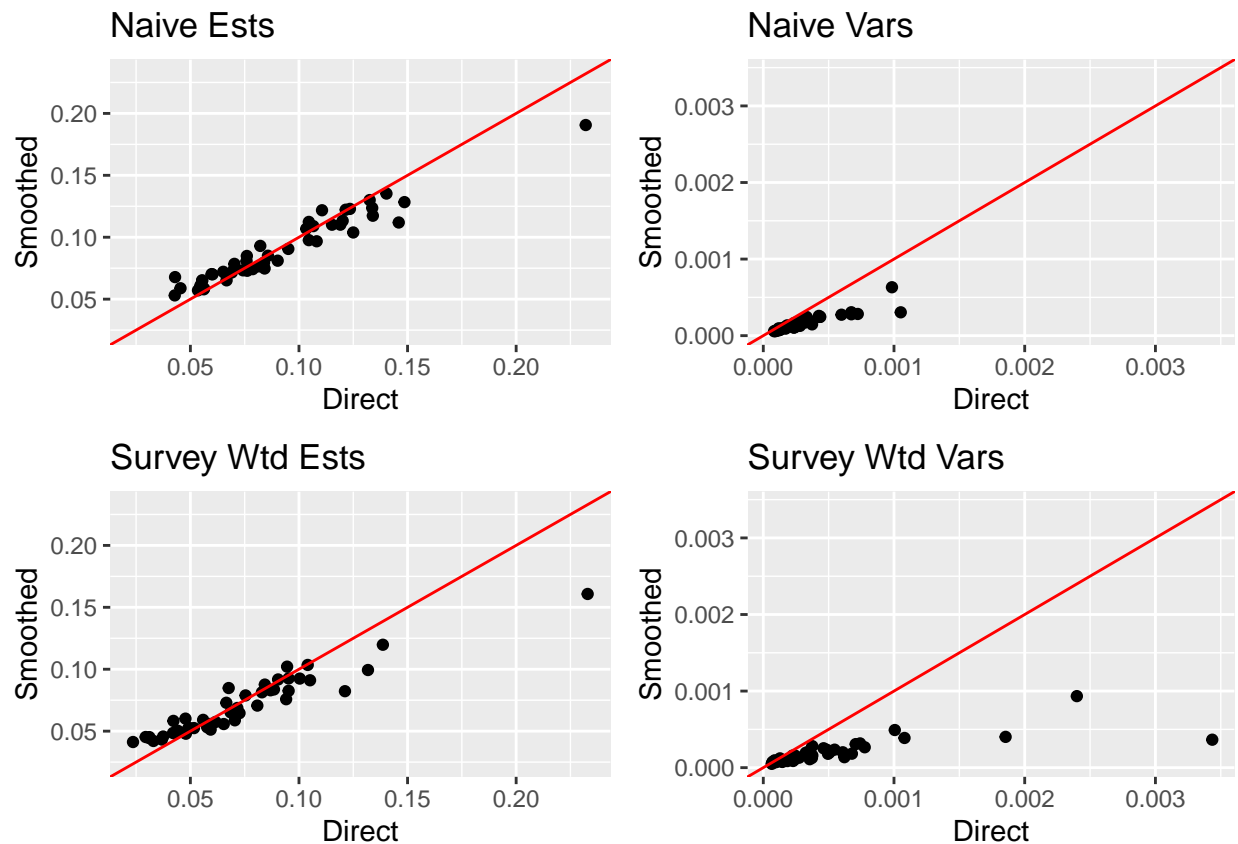 Naive Ests
Smoothed
0.20
0.15
0.10
0.05
0.05 0.10 0.15 0.20
Direct
Naive Vars
Smoothed
0.003
0.002
0.001
0.000
0.000 0.001 0.002 0.003
Direct
Survey Wtd Ests
Smoothed
0.20
0.15
0.10
0.05
0.05 0.10 0.15 0.20
Direct
Survey Wtd Vars
Smoothed
0.003
0.002
0.001
0.000
0.000 0.001 0.002 0.003
Direct